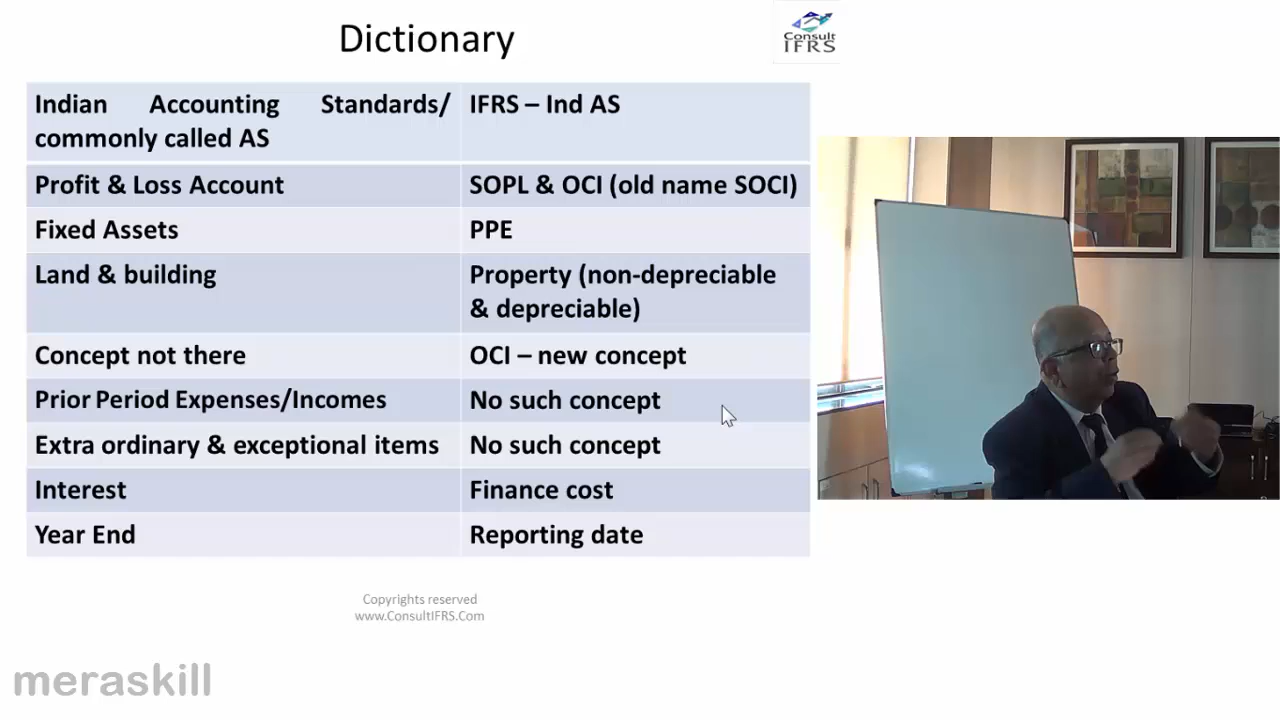 Dictionary
Consult
IFRS
Indian Accounting Standards/
commonly called AS
IFRS – Ind AS
Profit & Loss Account
SOPL & OCI (old name SOCI)
Fixed Assets
PPE
Land & building
Property (non-depreciable
& depreciable)
Concept not there
OCI – new concept
Prior Period Expenses/Incomes
No such concept
Extra ordinary & exceptional items
No such concept
Interest
Finance cost
Year End
Reporting date
Copyrights reserved
www.ConsultIFRS.Com
meraskill